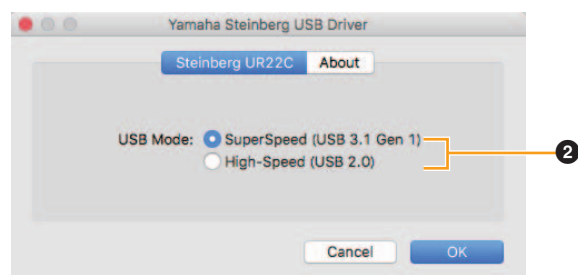 Yamaha Steinberg USB Driver
Steinberg UR22C About
USB Mode: SuperSpeed (USB 3.1 Gen 1)
High-Speed (USB 2.0)
2
Cancel OK